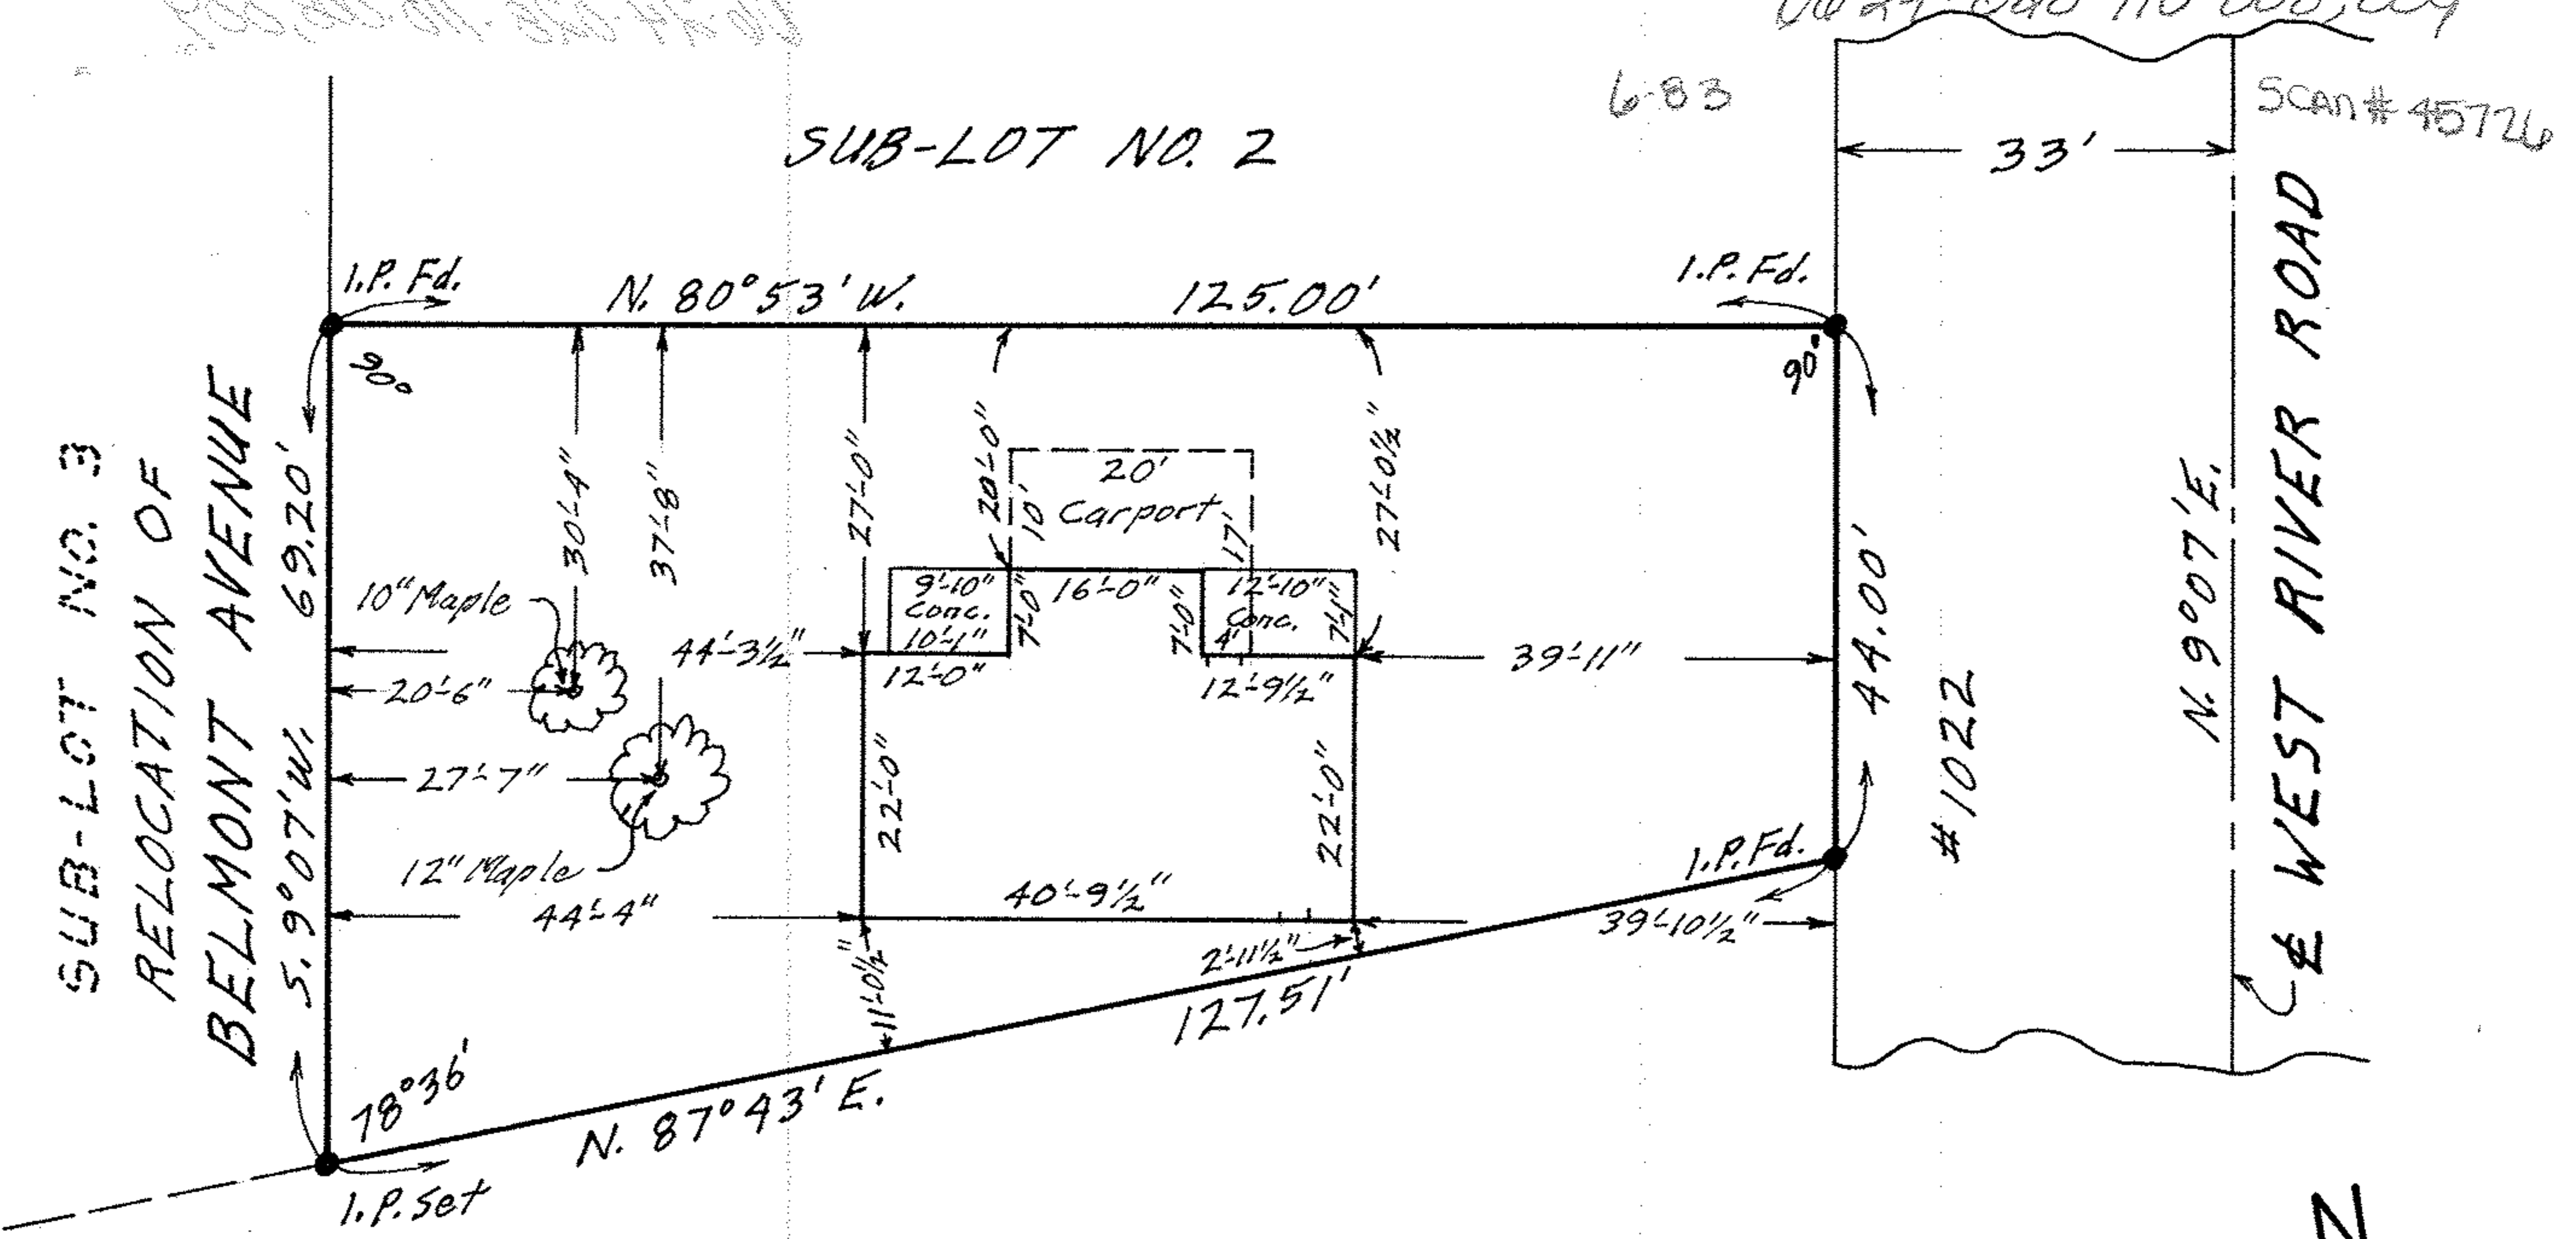 6-83
SCAN # 45726
SUB-LOT NO. 2
33'
I.P. Fd.
N. 80°53' W.
125.00'
I.P. Fd.
90°
90°
SUB-LOT NO. 3
RELOCATION OF
BELMONT AVENUE
S. 9°07' W.
69.20'
30'-4"
37'-8"
27'-0"
20'-0"
10'
20'
Carport
17'
27'-0½"
10" Maple
9'-10"
Conc.
10'-1"
7'-0"
16'-0"
7'-0"
12'-10"
Conc.
4'
7'-1"
44'-3½"
12'-0"
12'-9½"
39'-11"
20'-6"
27'-7"
12" Maple
22'-0"
22'-0"
44.00'
# 1022
N. 9°07' E.
℄ WEST RIVER ROAD
44'-4"
40'-9½"
I.P. Fd.
39'-10½"
11'-0½"
2'-11½"
127.51'
78°36'
N. 87°43' E.
I.P. Set
N